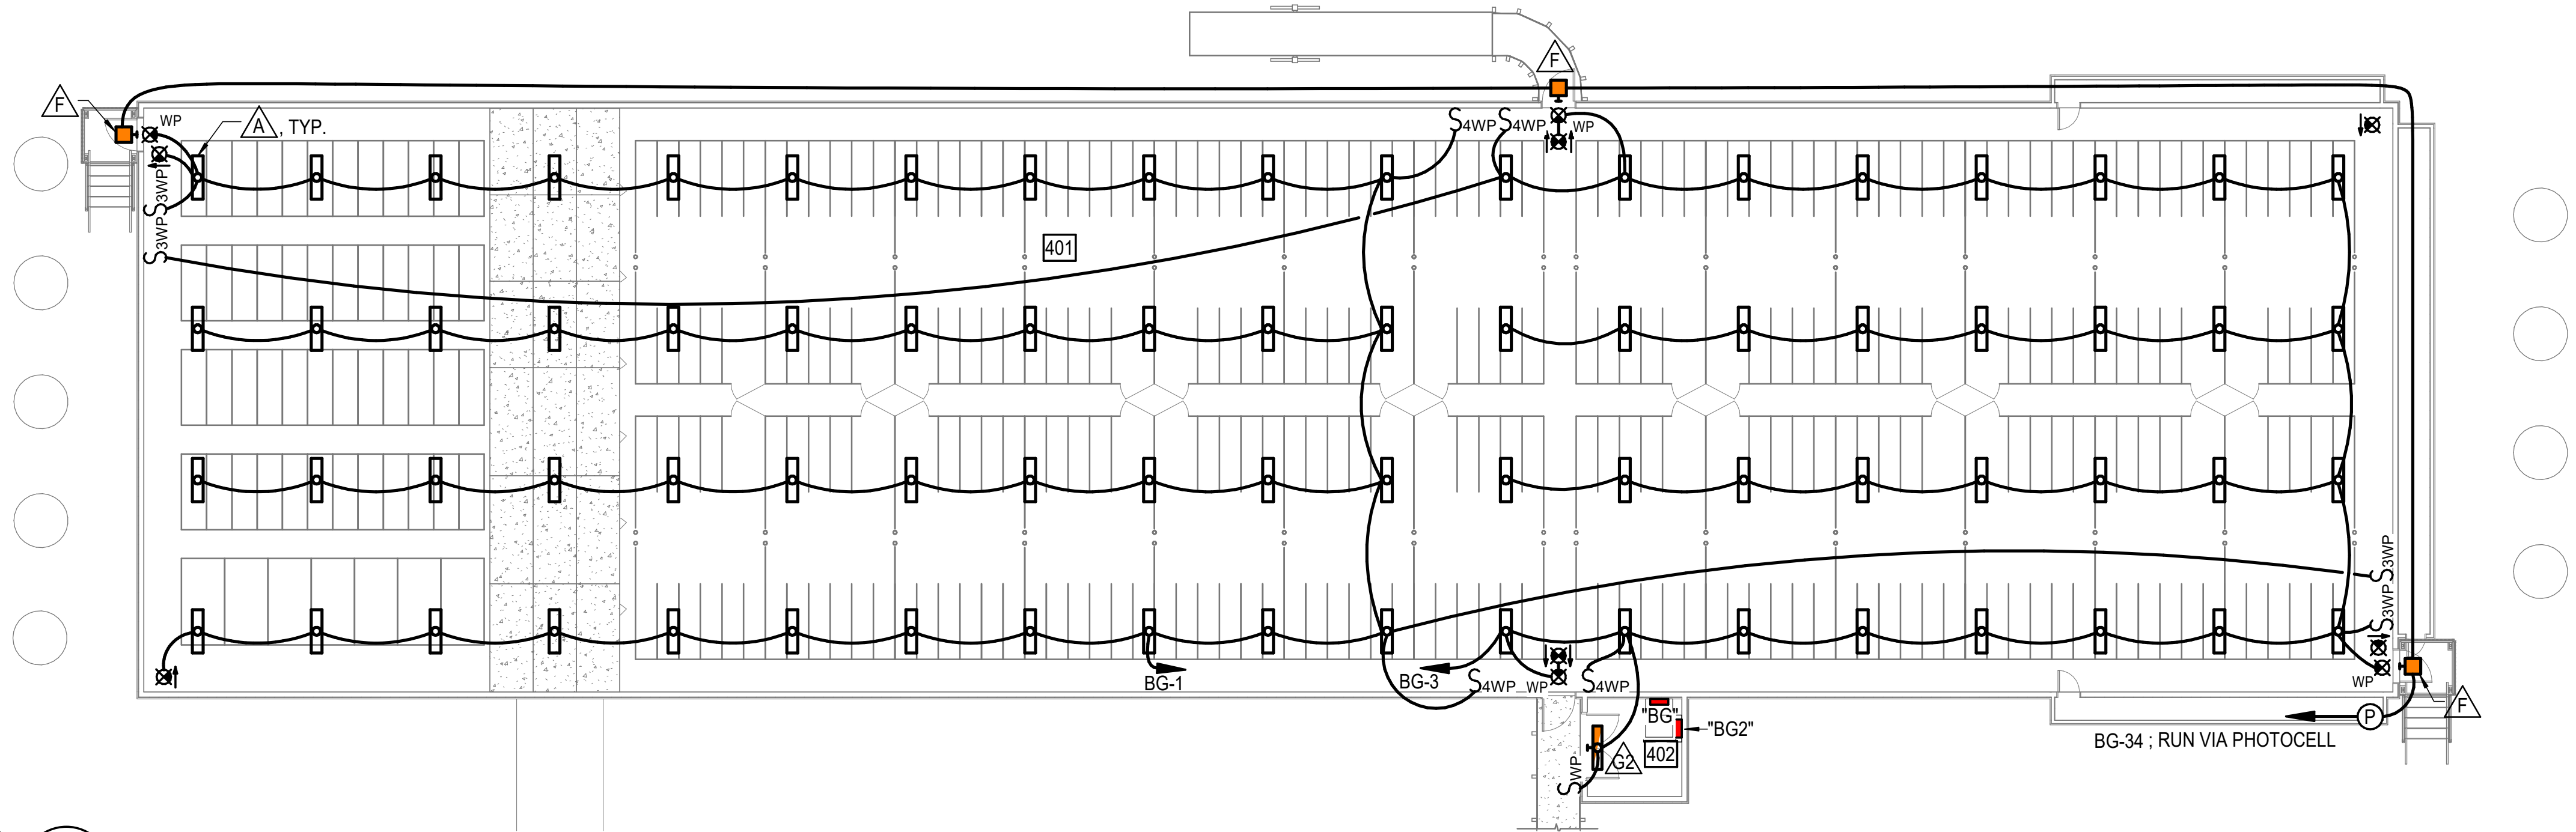 F
F
A , TYP.
WP
S3WP
S3WP
S4WP
S4WP
WP
401
S3WP
S3WP
BG-1
BG-3
S4WP
WP
S4WP
WP
"BG"
"BG2"
G2
402
SWP
P
F
BG-34 ; RUN VIA PHOTOCELL